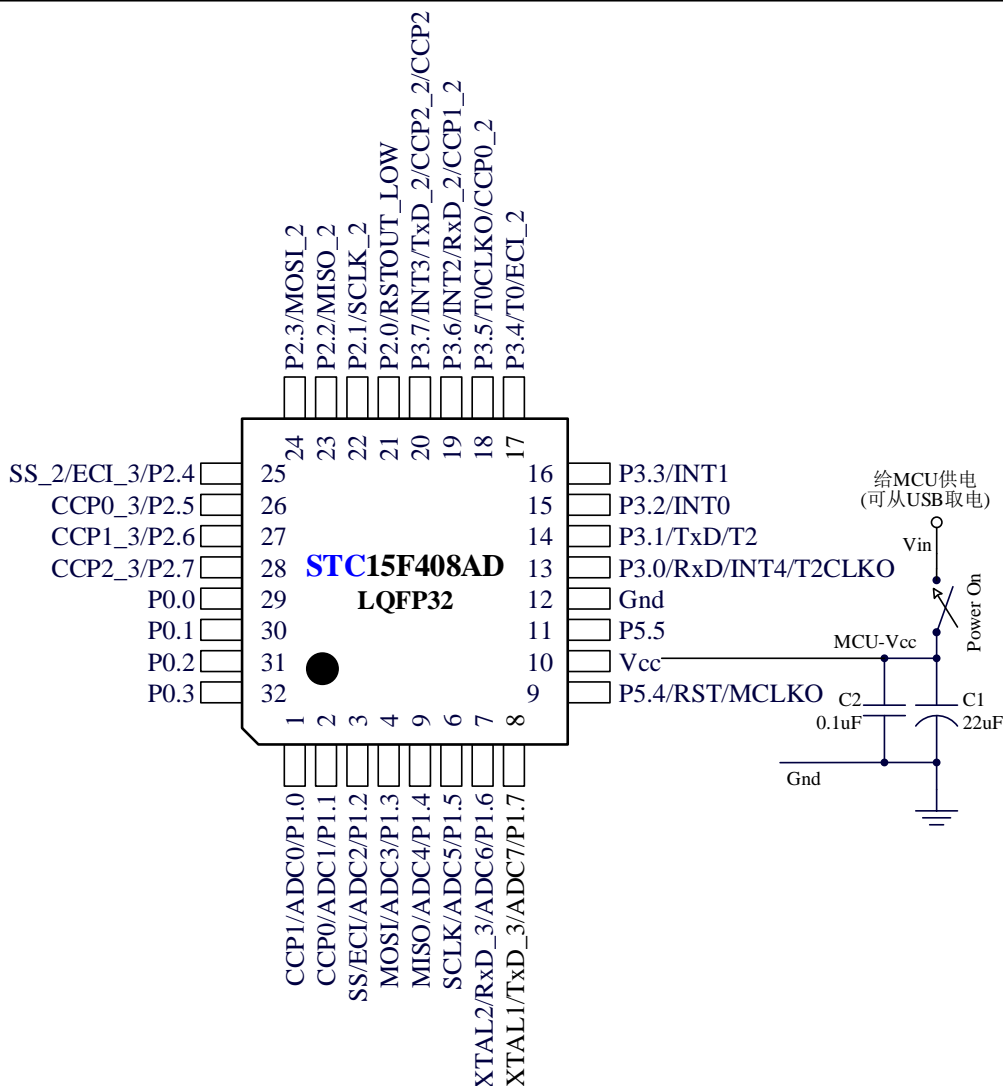 P2.3/MOSI_2
P2.2/MISO_2
P2.1/SCLK_2
P2.0/RSTOUT_LOW
P3.7/INT3/TxD_2/CCP2_2/CCP2
P3.6/INT2/RxD_2/CCP1_2
P3.5/T0CLKO/CCP0_2
P3.4/T0/ECI_2
24 23 22 21 20 19 18 17
SS_2/ECI_3/P2.4 25
CCP0_3/P2.5 26
CCP1_3/P2.6 27
CCP2_3/P2.7 28
P0.0 29
P0.1 30
P0.2 31
P0.3 32
STC15F408AD
LQFP32
16 P3.3/INT1
15 P3.2/INT0
14 P3.1/TxD/T2
13 P3.0/RxD/INT4/T2CLKO
12 Gnd
11 P5.5
10 Vcc
9 P5.4/RST/MCLKO
1 2 3 4 9 6 7 8
CCP1/ADC0/P1.0
CCP0/ADC1/P1.1
SS/ECI/ADC2/P1.2
MOSI/ADC3/P1.3
MISO/ADC4/P1.4
SCLK/ADC5/P1.5
XTAL2/RxD_3/ADC6/P1.6
XTAL1/TxD_3/ADC7/P1.7
给MCU供电
(可从USB取电)
Vin
Power On
MCU-Vcc
C2
0.1uF
C1
22uF
Gnd